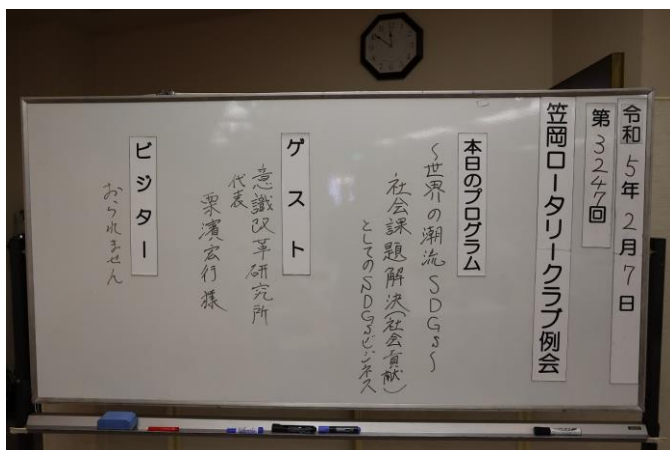 令和5年2月7日
第3247回
笠岡ロータリークラブ例会
本日のプログラム
～世界の潮流SDGs～
社会課題解決(社会貢献)
としてのSDGsビジネス
ゲスト
意識改革研究所
代表
栗濱宏行様
ビジター
おられません